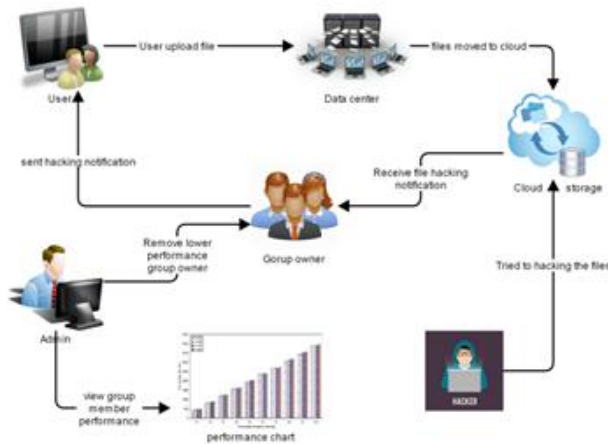 User upload file
files moved to cloud
User
Data center
sent hacking notification
Receive file hacking
notification
Cloud storage
Remove lower
performance
group owner
Gorup owner
Tried to hacking the files
Admin
HACKER
view group
member
performance
performance chart